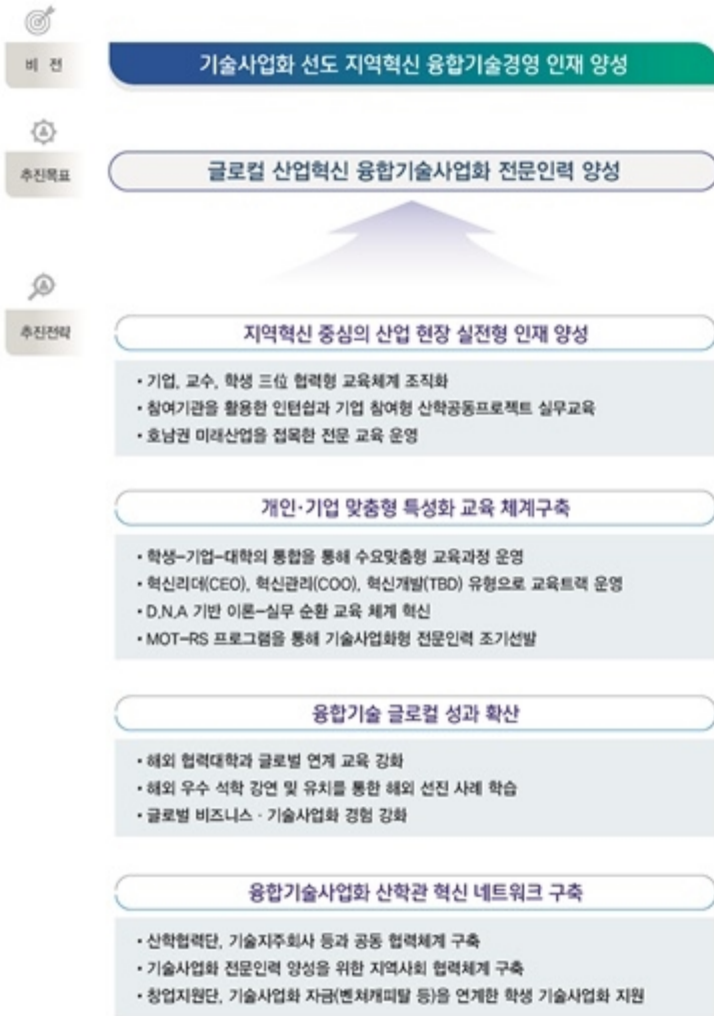 비 전
기술사업화 선도 지역혁신 융합기술경영 인재 양성
추진목표
글로컬 산업혁신 융합기술사업화 전문인력 양성
추진전략
지역혁신 중심의 산업 현장 실전형 인재 양성
• 기업, 교수, 학생 三位 협력형 교육체계 조직화
• 참여기관을 활용한 인턴쉽과 기업 참여형 산학공동프로젝트 실무교육
• 호남권 미래산업을 접목한 전문 교육 운영
개인·기업 맞춤형 특성화 교육 체계구축
• 학생-기업-대학의 통합을 통해 수요맞춤형 교육과정 운영
• 혁신리더(CEO), 혁신관리(COO), 혁신개발(TBD) 유형으로 교육트랙 운영
• D.N.A 기반 이론-실무 순환 교육 체계 혁신
• MOT-RS 프로그램을 통해 기술사업화형 전문인력 조기선발
융합기술 글로컬 성과 확산
• 해외 협력대학과 글로벌 연계 교육 강화
• 해외 우수 석학 강연 및 유치를 통한 해외 선진 사례 학습
• 글로벌 비즈니스 · 기술사업화 경험 강화
융합기술사업화 산학관 혁신 네트워크 구축
• 산학협력단, 기술지주회사 등과 공동 협력체계 구축
• 기술사업화 전문인력 양성을 위한 지역사회 협력체계 구축
• 창업지원단, 기술사업화 자금(벤처캐피탈 등)을 연계한 학생 기술사업화 지원